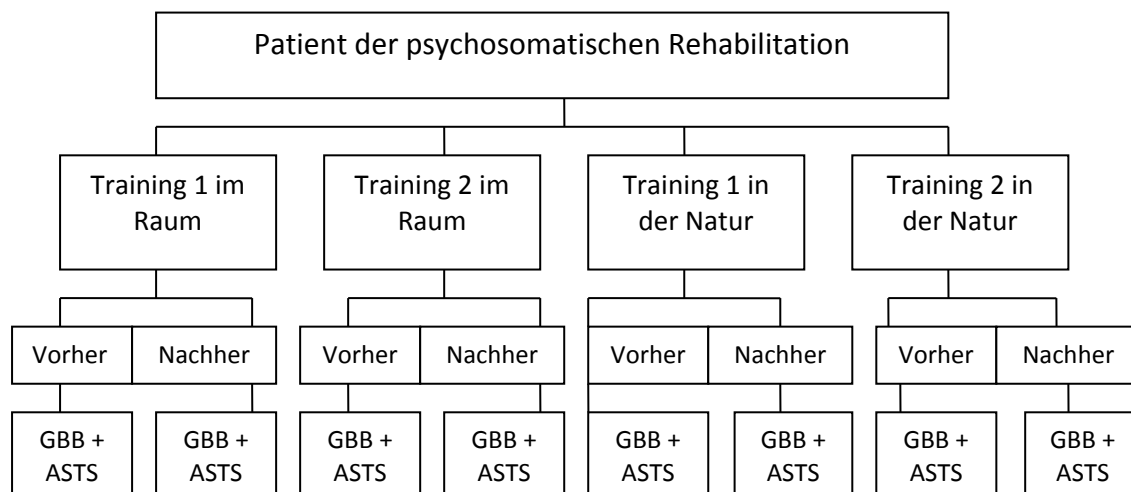 Patient der psychosomatischen Rehabilitation
Training 1 im
Raum
Training 2 im
Raum
Training 1 in
der Natur
Training 2 in
der Natur
Vorher
Nachher
Vorher
Nachher
Vorher
Nachher
Vorher
Nachher
GBB +
ASTS
GBB +
ASTS
GBB +
ASTS
GBB +
ASTS
GBB +
ASTS
GBB +
ASTS
GBB +
ASTS
GBB +
ASTS